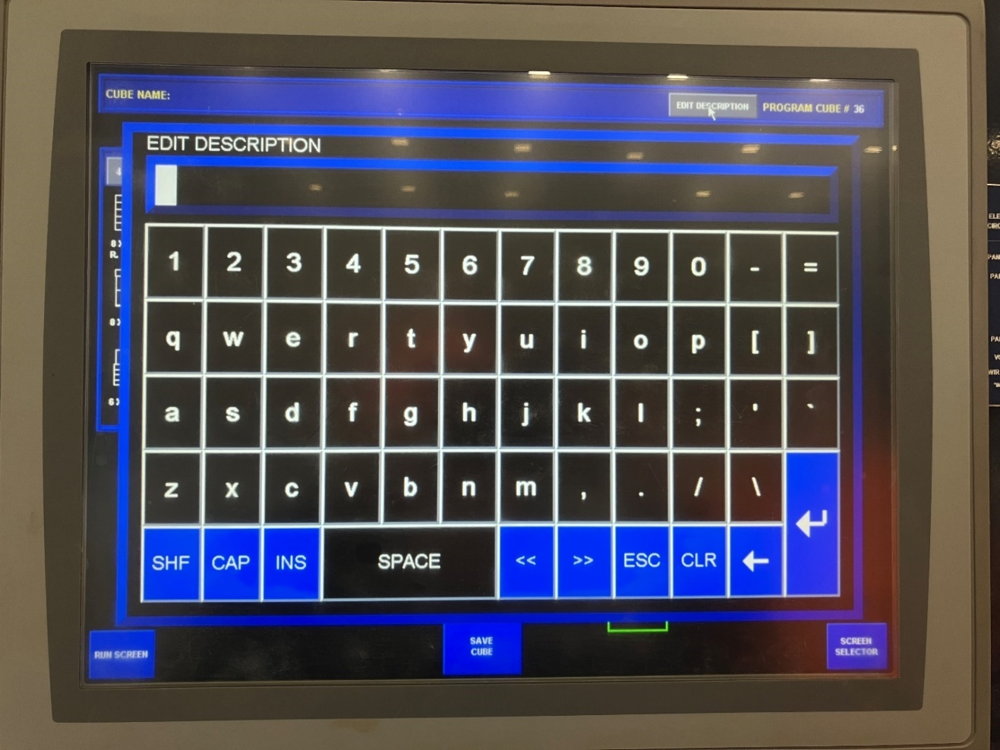 CUBE NAME:
EDIT DESCRIPTION
PROGRAM CUBE # 36
EDIT DESCRIPTION
1 2 3 4 5 6 7 8 9 0 - =
q w e r t y u i o p [ ]
a s d f g h j k l ; ' `
z x c v b n m , . / \
SHF CAP INS SPACE << >> ESC CLR ← ↵
RUN SCREEN
SAVE
CUBE
SCREEN
SELECTOR